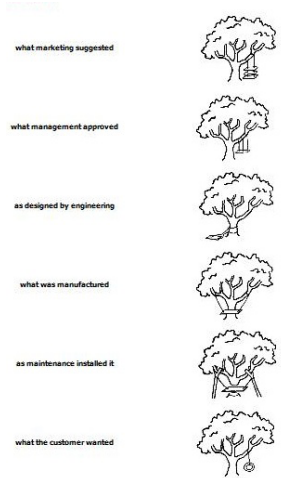 what marketing suggested
what management approved
as designed by engineering
what was manufactured
as maintenance installed it
what the customer wanted